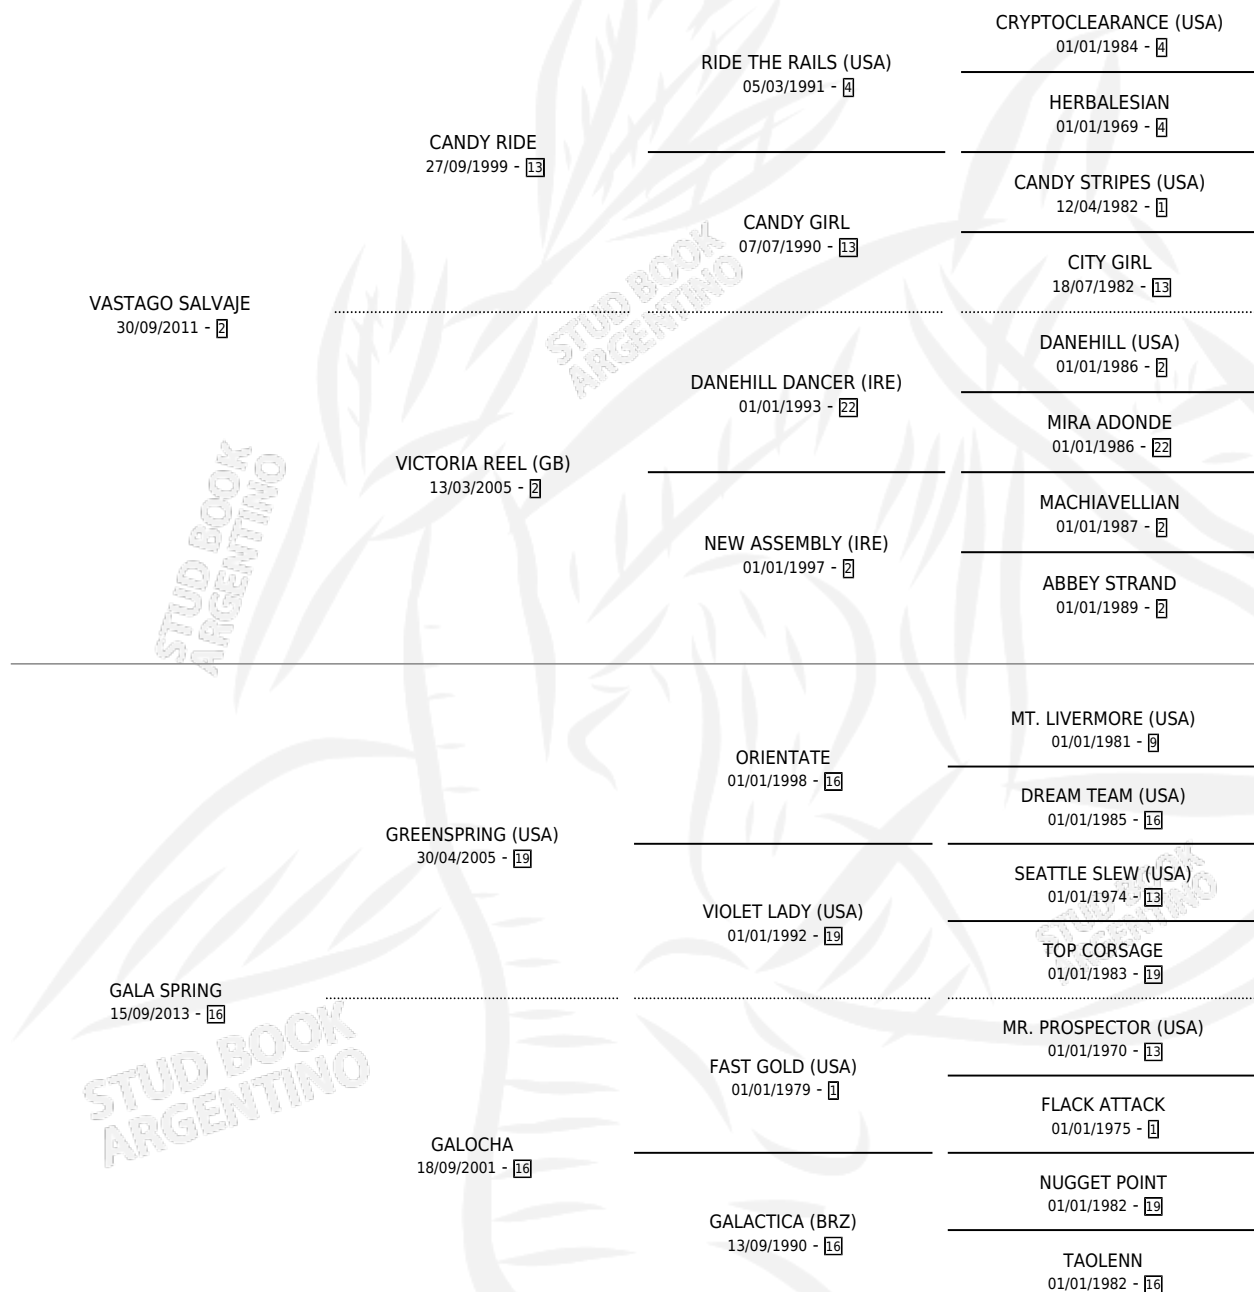 CRYPTOCLEARANCE (USA)
01/01/1984 - 4
RIDE THE RAILS (USA)
05/03/1991 - 4
HERBALESIAN
01/01/1969 - 4
CANDY RIDE
27/09/1999 - 13
CANDY STRIPES (USA)
12/04/1982 - 1
CANDY GIRL
07/07/1990 - 13
CITY GIRL
18/07/1982 - 13
VASTAGO SALVAJE
30/09/2011 - 2
DANEHILL (USA)
01/01/1986 - 2
DANEHILL DANCER (IRE)
01/01/1993 - 22
MIRA ADONDE
01/01/1986 - 22
VICTORIA REEL (GB)
13/03/2005 - 2
MACHIAVELLIAN
01/01/1987 - 2
NEW ASSEMBLY (IRE)
01/01/1997 - 2
ABBEY STRAND
01/01/1989 - 2
MT. LIVERMORE (USA)
01/01/1981 - 9
ORIENTATE
01/01/1998 - 16
DREAM TEAM (USA)
01/01/1985 - 16
GREENSPRING (USA)
30/04/2005 - 19
SEATTLE SLEW (USA)
01/01/1974 - 13
VIOLET LADY (USA)
01/01/1992 - 19
TOP CORSAGE
01/01/1983 - 19
GALA SPRING
15/09/2013 - 16
MR. PROSPECTOR (USA)
01/01/1970 - 13
FAST GOLD (USA)
01/01/1979 - 1
FLACK ATTACK
01/01/1975 - 1
GALOCHA
18/09/2001 - 16
NUGGET POINT
01/01/1982 - 19
GALACTICA (BRZ)
13/09/1990 - 16
TAOLENN
01/01/1982 - 16
STUD BOOK
ARGENTINO
STUD BOOK
ARGENTINO
STUD BOOK
ARGENTINO
STUD BOOK
ARGENTINO